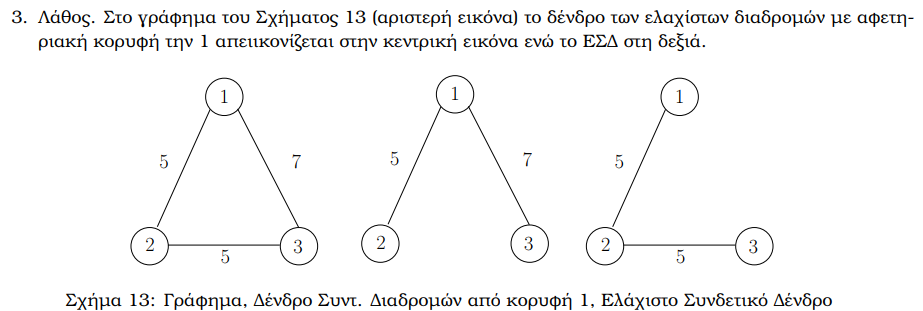 3. Λάθος. Στο γράφημα του Σχήματος 13 (αριστερή εικόνα) το δένδρο των ελαχίστων διαδρομών με αφετη-
ριακή κορυφή την 1 απειικονίζεται στην κεντρική εικόνα ενώ το ΕΣΔ στη δεξιά.
1 1 1
5 7 5 7 5
2 3 2 3 2 3
5 5
Σχήμα 13: Γράφημα, Δένδρο Συντ. Διαδρομών από κορυφή 1, Ελάχιστο Συνδετικό Δένδρο